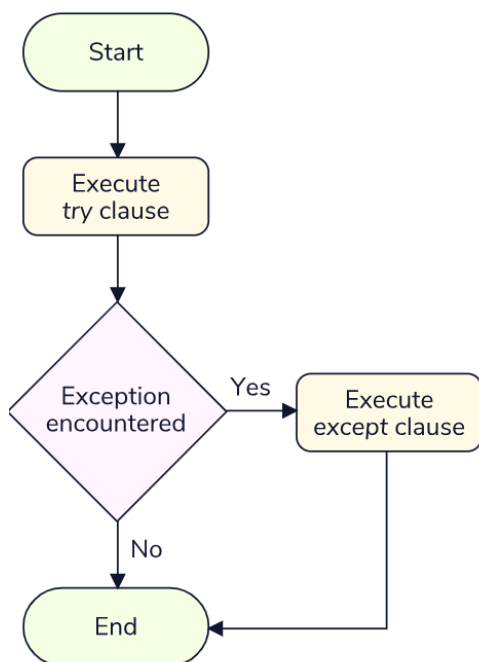 Start
Execute
try clause
Exception
encountered
Yes
Execute
except clause
No
End